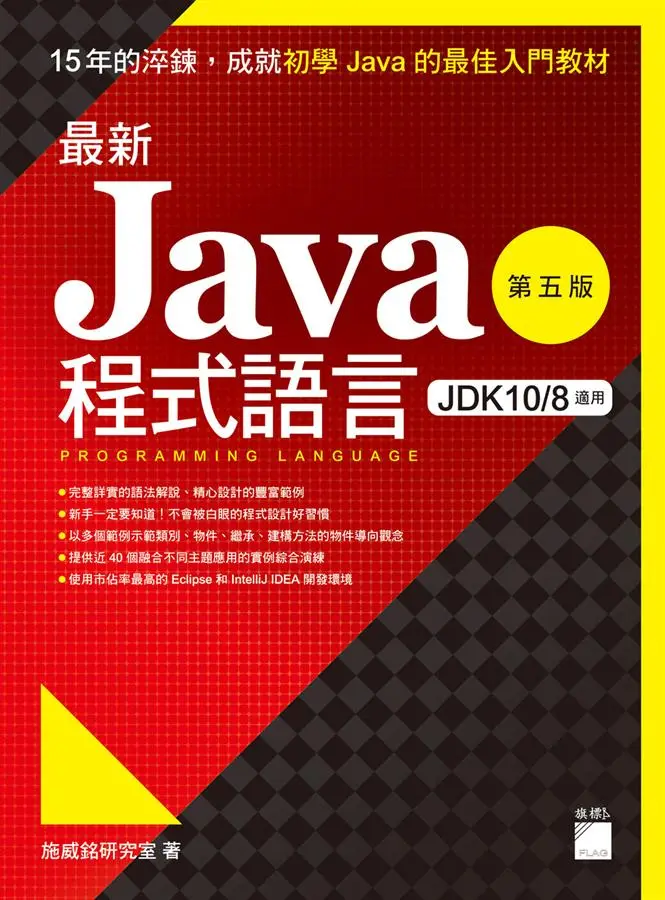 15年的淬鍊，成就初學 Java 的最佳入門教材
最新
Java
第五版
程式語言
JDK10/8 適用
PROGRAMMING LANGUAGE
●完整詳實的語法解說、精心設計的豐富範例
●新手一定要知道！不會被白眼的程式設計好習慣
●以多個範例示範類別、物件、繼承、建構方法的物件導向觀念
●提供近 40 個融合不同主題應用的實例綜合演練
●使用市佔率最高的 Eclipse 和 IntelliJ IDEA 開發環境
施威銘研究室 著
旗標
FLAG